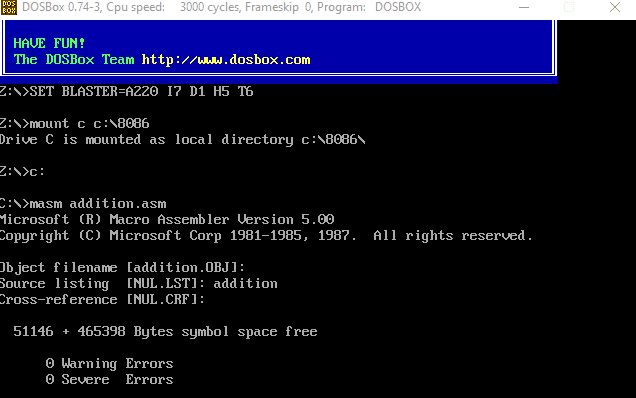 DOS
BOX DOSBox 0.74-3, Cpu speed:    3000 cycles, Frameskip  0, Program:   DOSBOX
HAVE FUN!
The DOSBox Team http://www.dosbox.com
Z:\>SET BLASTER=A220 I7 D1 H5 T6
Z:\>mount c c:\8086
Drive C is mounted as local directory c:\8086\
Z:\>c:
C:\>masm addition.asm
Microsoft (R) Macro Assembler Version 5.00
Copyright (C) Microsoft Corp 1981-1985, 1987.  All rights reserved.
Object filename [addition.OBJ]:
Source listing  [NUL.LST]: addition
Cross-reference [NUL.CRF]:
51146 + 465398 Bytes symbol space free
0 Warning Errors
0 Severe  Errors